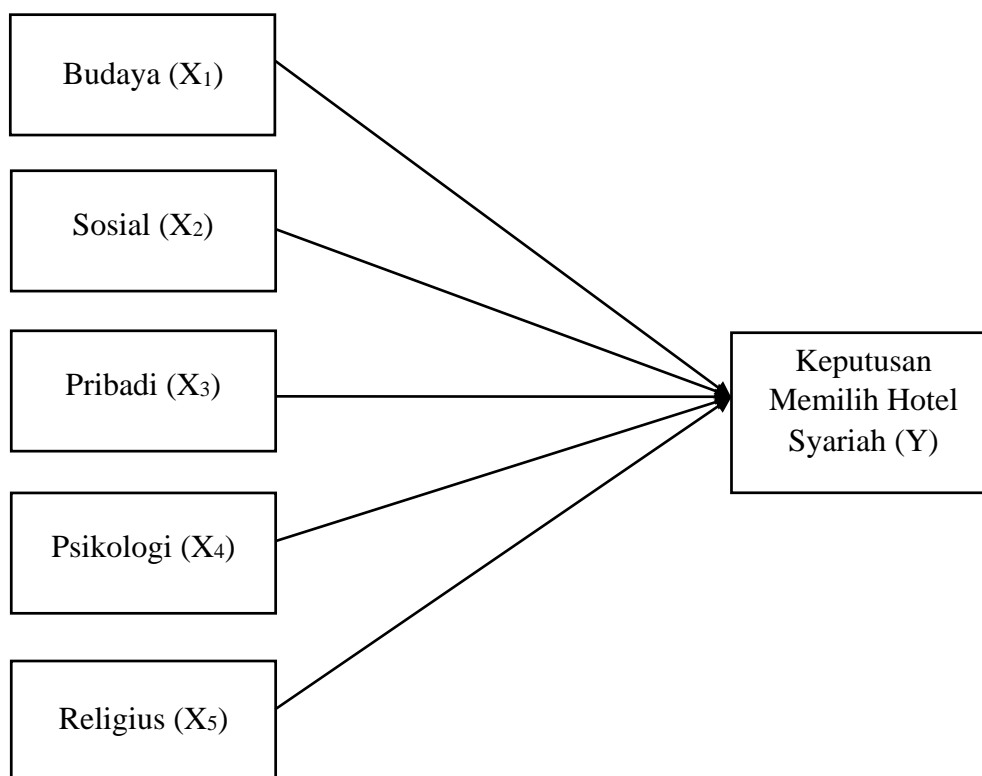 Budaya (X1)
Sosial (X2)
Pribadi (X3)
Psikologi (X4)
Religius (X5)
Keputusan
Memilih Hotel
Syariah (Y)